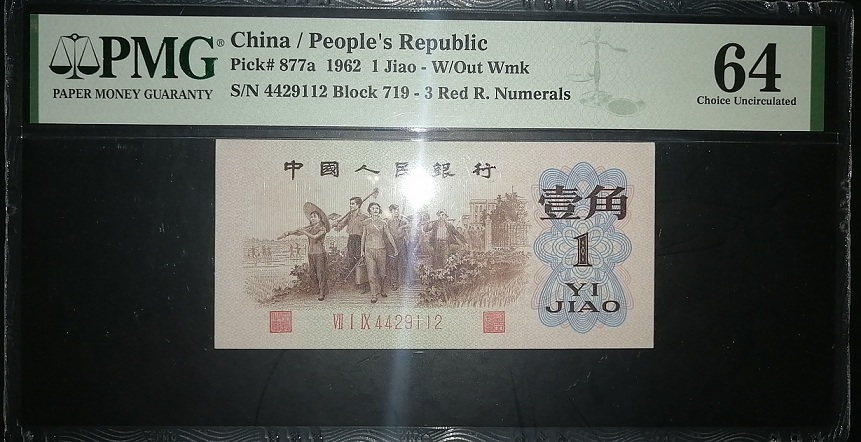 PMG®
PAPER MONEY GUARANTY
China / People's Republic
Pick# 877a 1962 1 Jiao - W/Out Wmk
S/N 4429112 Block 719 - 3 Red R. Numerals
64
Choice Uncirculated
中國人民銀行
壹角
1
YI
JIAO
Ⅶ Ⅰ Ⅸ 4429112